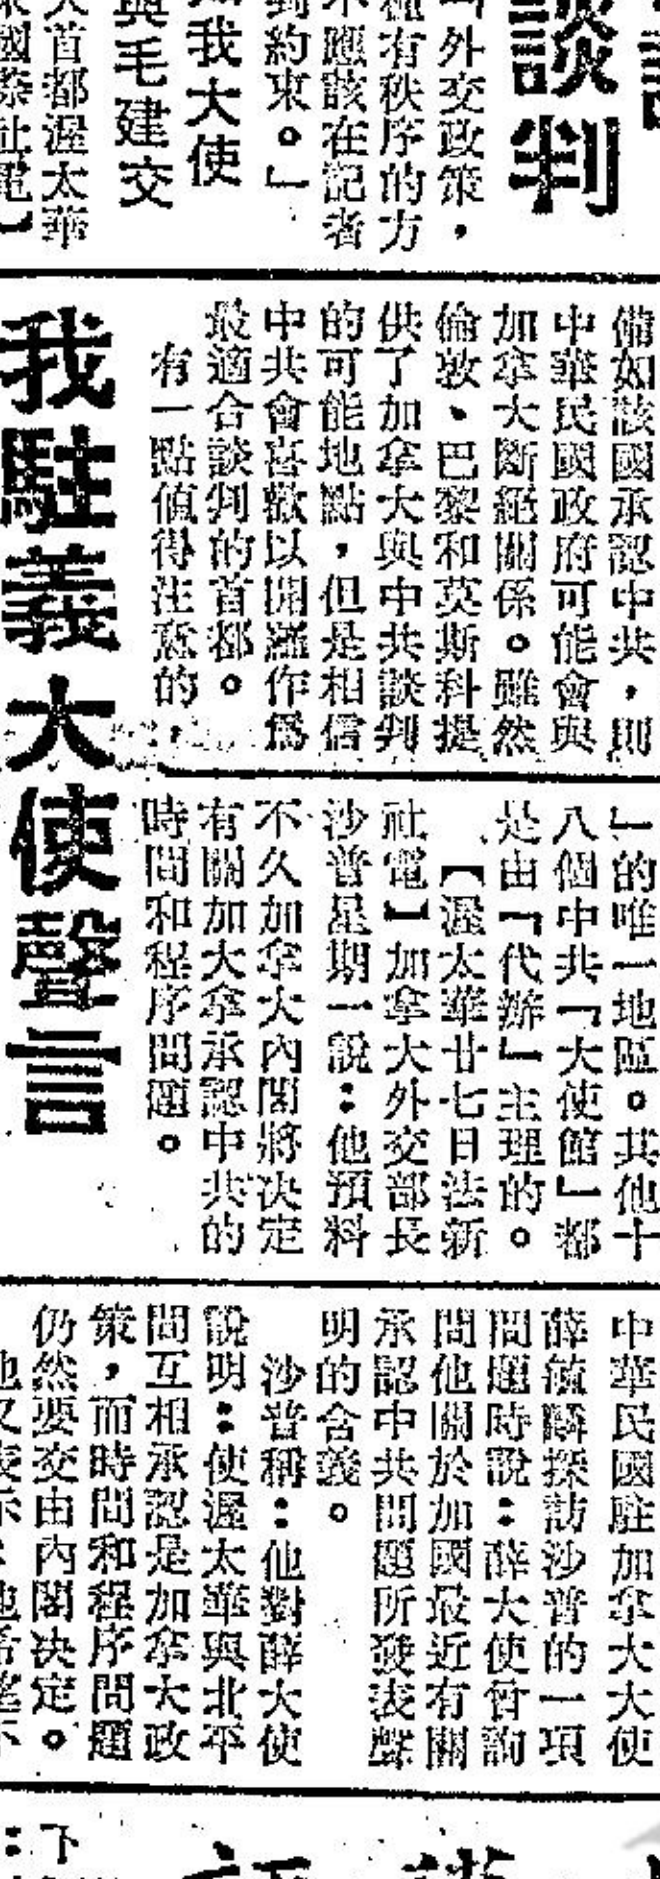 談判
外交政策，
種有秩序的方
不應該在記者
到約束。」
我大使
與毛建交
大首都渥太華
備如該國承認中共，則
中華民國政府可能會與
加拿大斷絕關係。雖然
倫敦、巴黎和莫斯科提
供了加拿大與中共談判
的可能地點，但是相信
中共會喜歡以開羅作爲
最適合談判的首都。
有一點值得注意的，
」的唯一地區。其他十
八個中共「大使館」都
是由「代辦」主理的。
【渥太華廿七日法新
社電】加拿大外交部長
沙普星期一說：他預料
不久加拿大內閣將決定
有關加大拿承認中共的
時間和程序問題。
我駐義大使聲言
中華民國駐加拿大大使
薛毓麟探訪沙普的一項
問題時說：薛大使曾詢
問他關於加國最近有關
承認中共問題所發表聲
明的含義。
沙普稱：他對薛大使
說明：使渥太華與北平
間互相承認是加拿大政
策，而時間和程序問題
仍然要交由內閣决定。
下